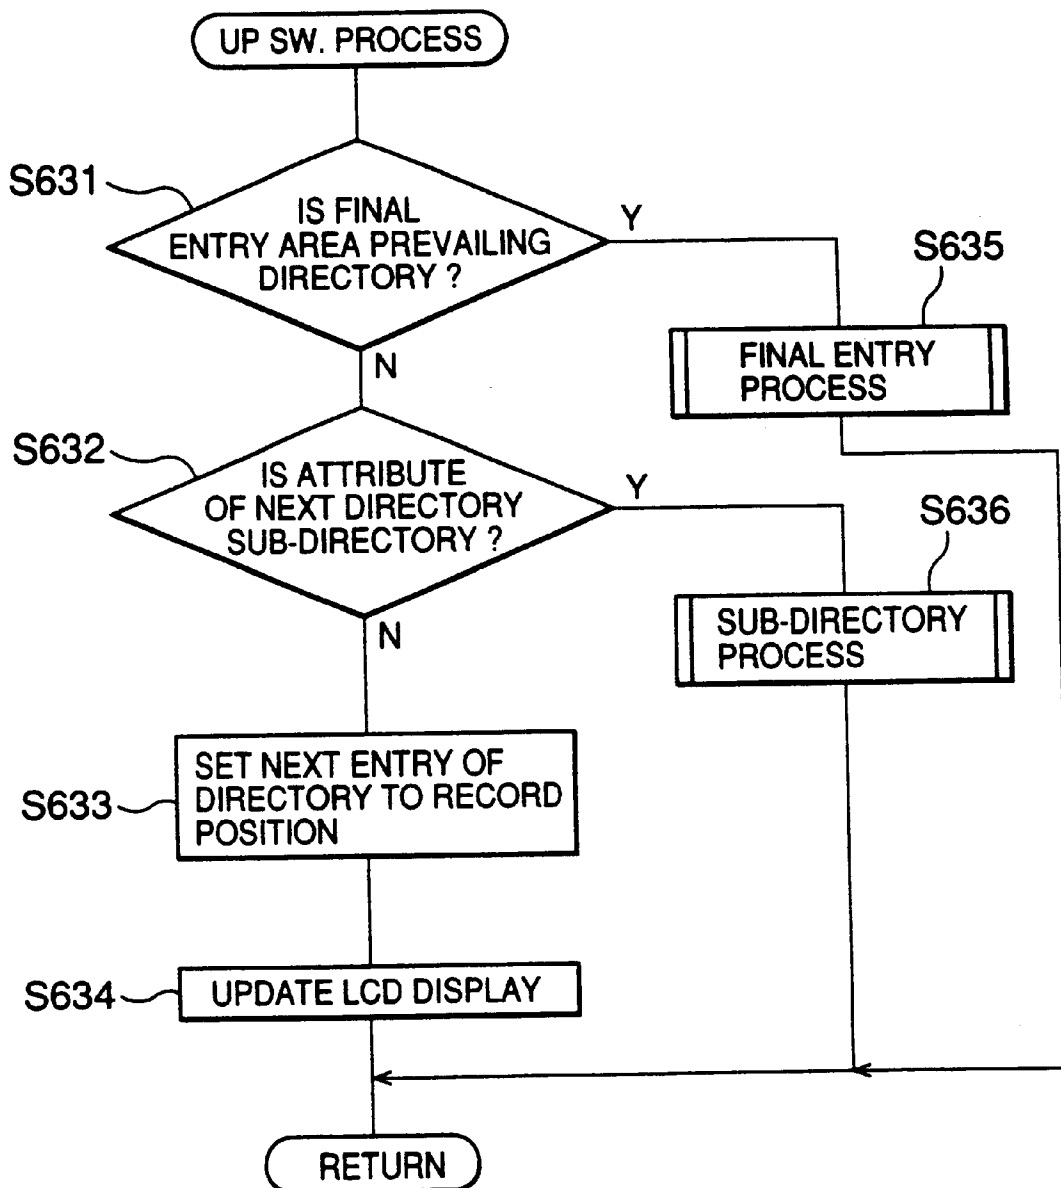 UP SW. PROCESS
S631
IS FINAL
ENTRY AREA PREVAILING
DIRECTORY ?
Y
N
S635
FINAL ENTRY
PROCESS
S632
IS ATTRIBUTE
OF NEXT DIRECTORY
SUB-DIRECTORY ?
Y
N
S636
SUB-DIRECTORY
PROCESS
S633
SET NEXT ENTRY OF
DIRECTORY TO RECORD
POSITION
S634
UPDATE LCD DISPLAY
RETURN